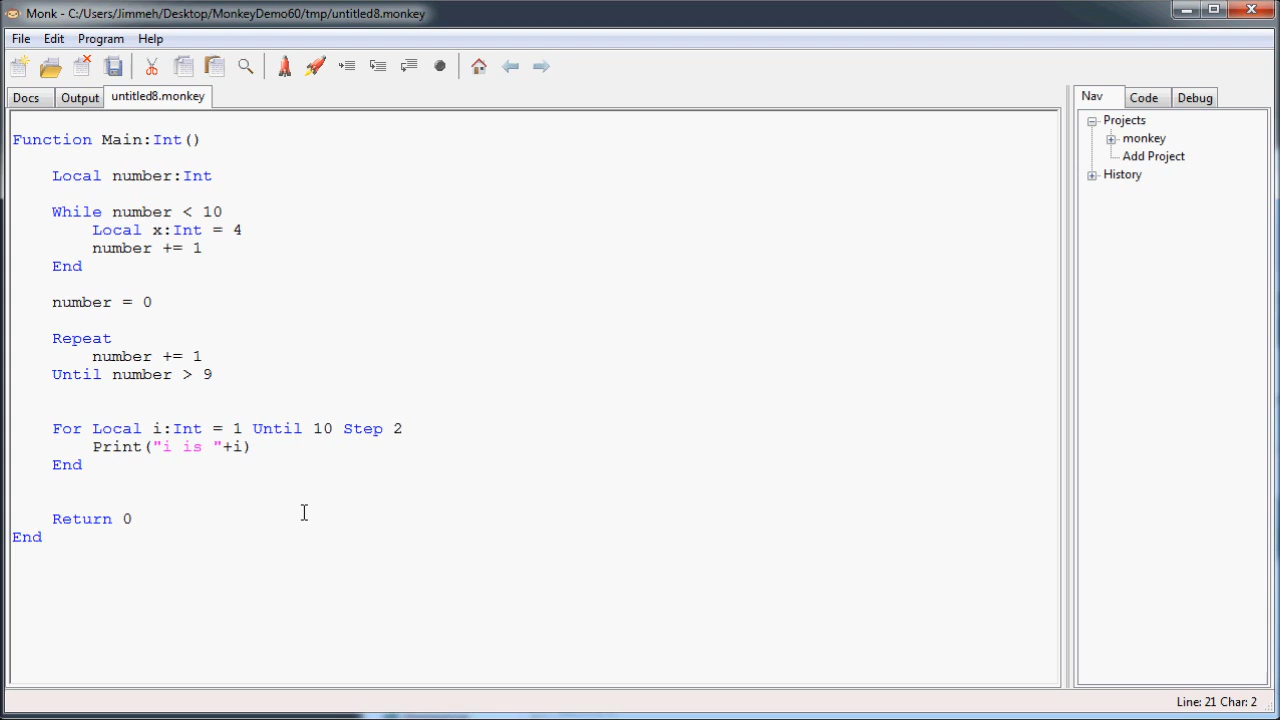 Monk - C:/Users/Jimmeh/Desktop/MonkeyDemo60/tmp/untitled8.monkey
File Edit Program Help
Docs Output untitled8.monkey
Nav Code Debug
Function Main:Int()
Local number:Int
While number < 10
Local x:Int = 4
number += 1
End
number = 0
Repeat
number += 1
Until number > 9
For Local i:Int = 1 Until 10 Step 2
Print("i is "+i)
End
Return 0
End
Projects
monkey
Add Project
History
Line: 21 Char: 2